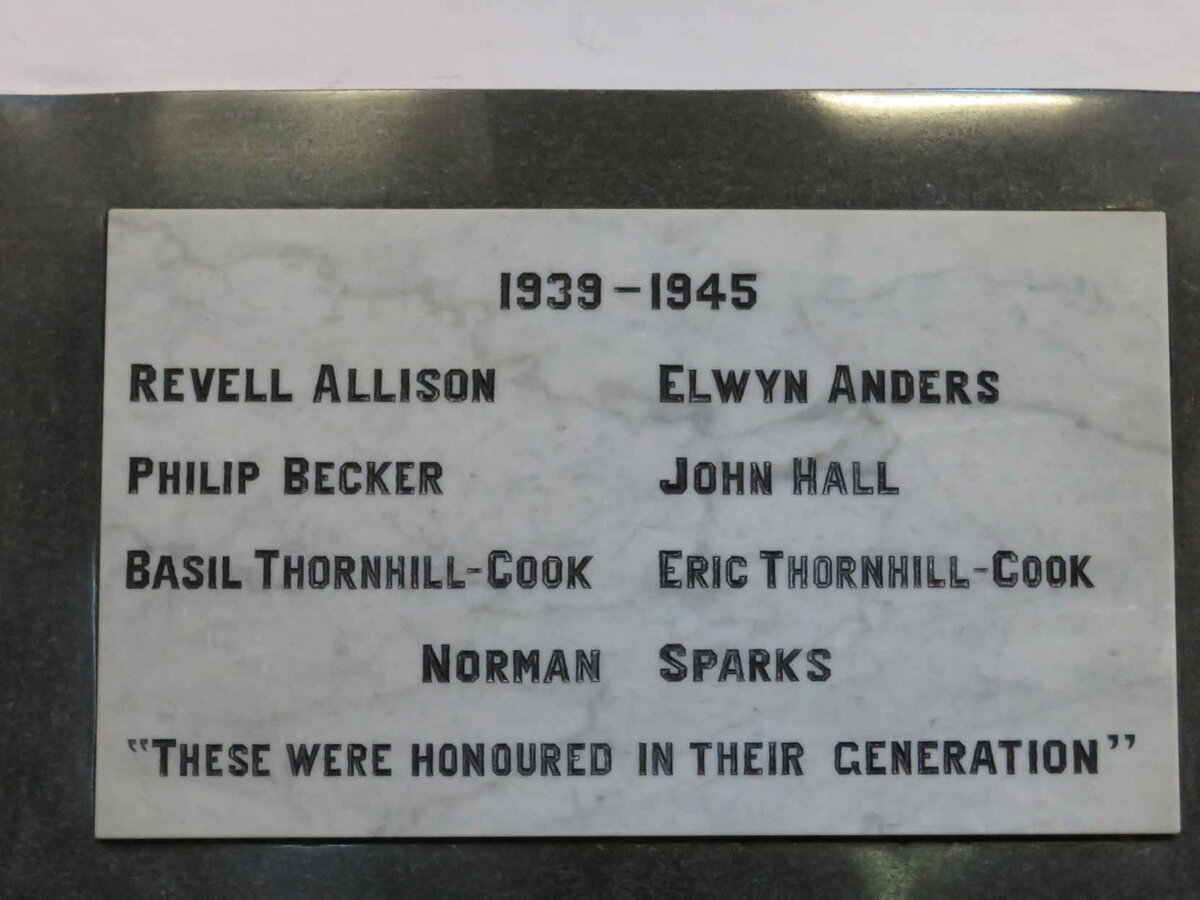 1939–1945
REVELL ALLISON ELWYN ANDERS
PHILIP BECKER JOHN HALL
BASIL THORNHILL-COOK ERIC THORNHILL-COOK
NORMAN SPARKS
“THESE WERE HONOURED IN THEIR GENERATION”